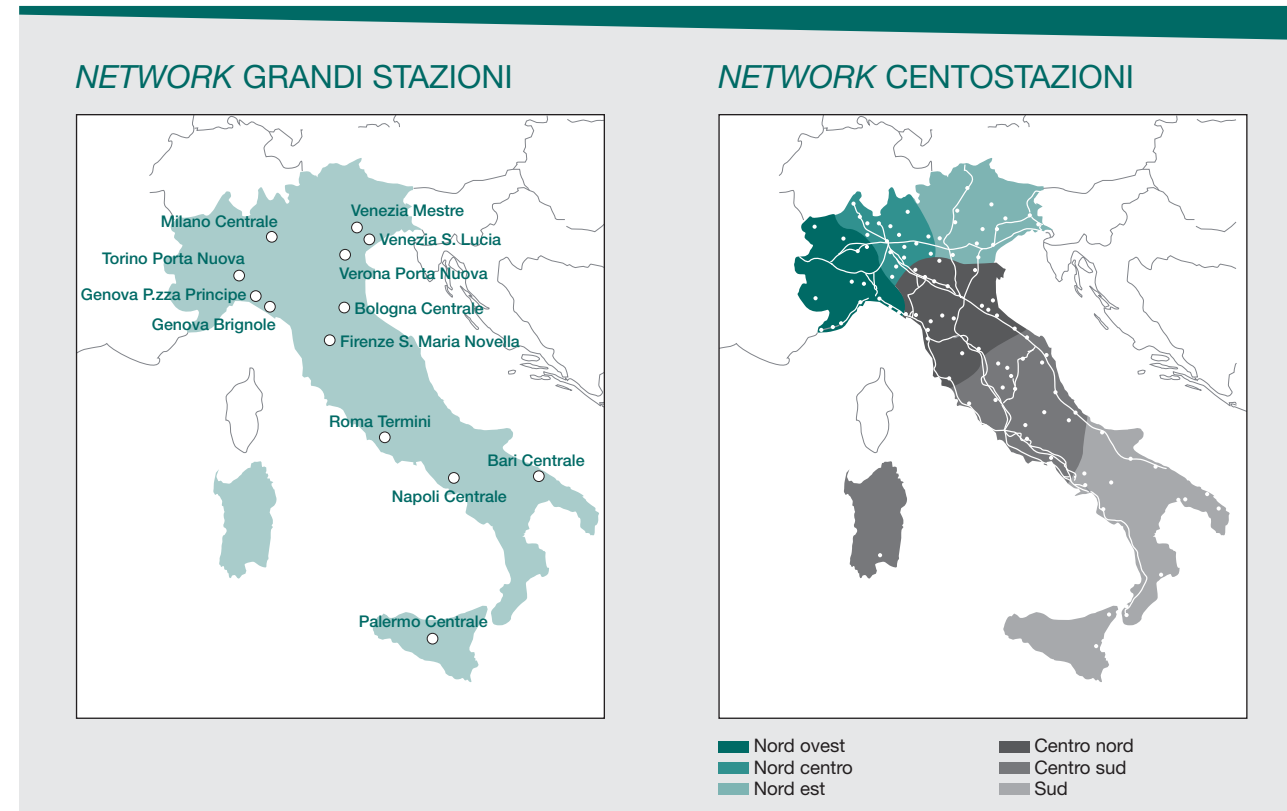 NETWORK GRANDI STAZIONI
Milano Centrale
Venezia Mestre
Venezia S. Lucia
Torino Porta Nuova
Verona Porta Nuova
Genova P.zza Principe
Bologna Centrale
Genova Brignole
Firenze S. Maria Novella
Roma Termini
Bari Centrale
Napoli Centrale
Palermo Centrale
NETWORK CENTOSTAZIONI
Nord ovest
Nord centro
Nord est
Centro nord
Centro sud
Sud